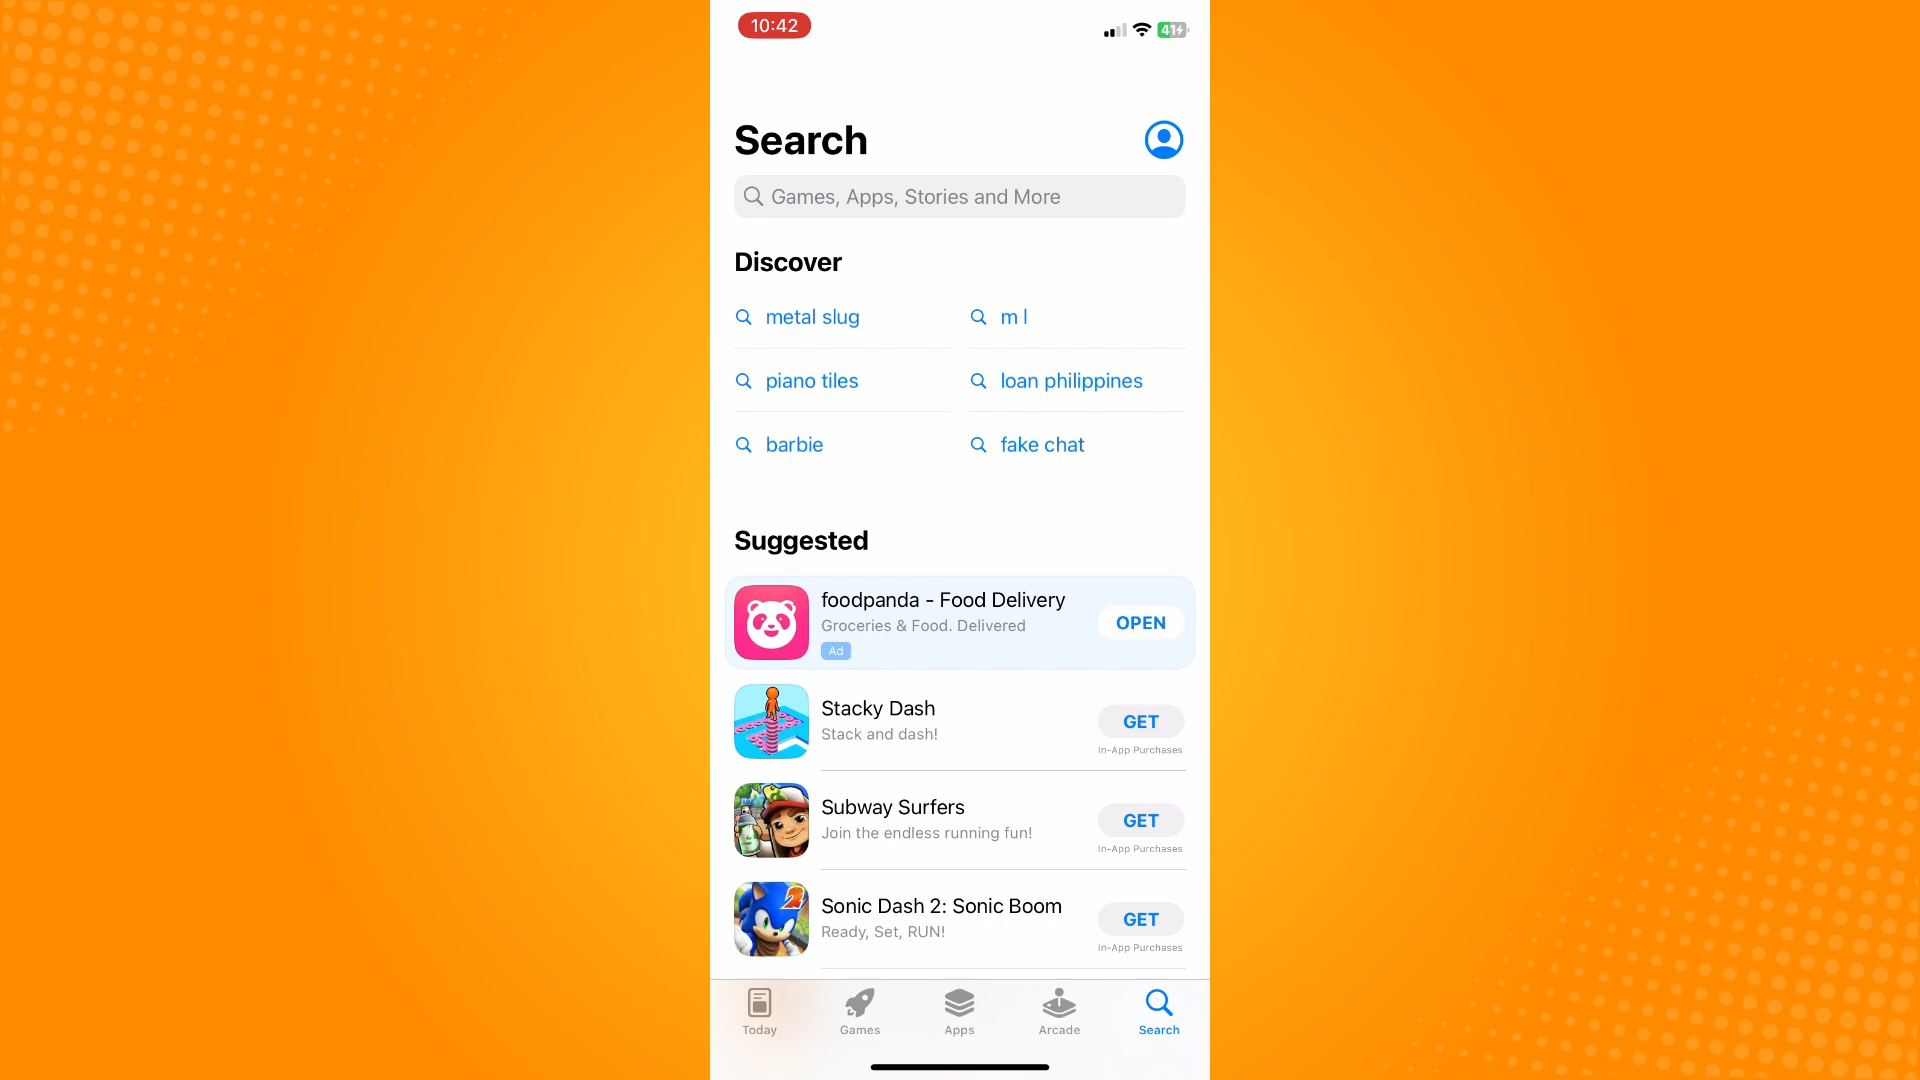 10:42
41
Search
Games, Apps, Stories and More
Discover
metal slug
m l
piano tiles
loan philippines
barbie
fake chat
Suggested
foodpanda - Food Delivery
Groceries & Food. Delivered
Ad
OPEN
Stacky Dash
Stack and dash!
GET
In-App Purchases
Subway Surfers
Join the endless running fun!
GET
In-App Purchases
2
Sonic Dash 2: Sonic Boom
Ready, Set, RUN!
GET
In-App Purchases
Today
Games
Apps
Arcade
Search